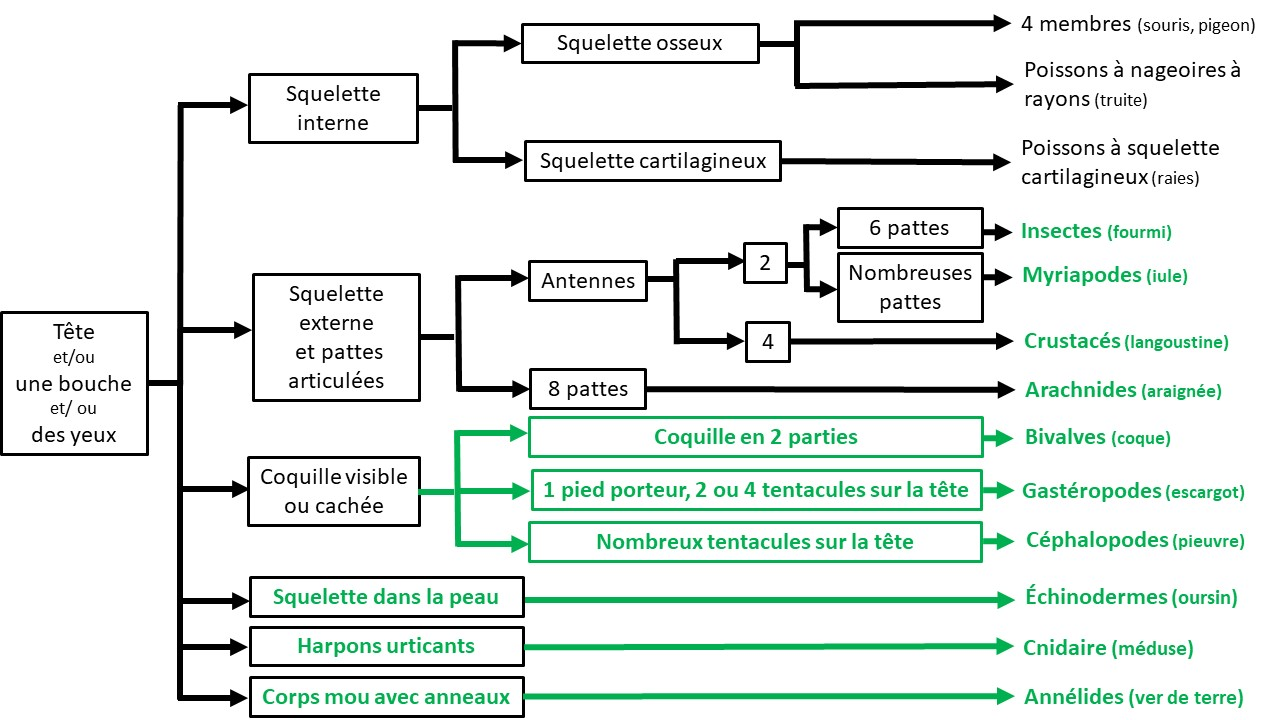 Tête
et/ou
une bouche
et/ ou
des yeux
Squelette
interne
Squelette osseux
4 membres (souris, pigeon)
Poissons à nageoires à
rayons (truite)
Squelette cartilagineux
Poissons à squelette
cartilagineux (raies)
Squelette
externe
et pattes
articulées
Antennes
2
6 pattes
Insectes (fourmi)
Nombreuses
pattes
Myriapodes (iule)
4
Crustacés (langoustine)
8 pattes
Arachnides (araignée)
Coquille visible
ou cachée
Coquille en 2 parties
Bivalves (coque)
1 pied porteur, 2 ou 4 tentacules sur la tête
Gastéropodes (escargot)
Nombreux tentacules sur la tête
Céphalopodes (pieuvre)
Squelette dans la peau
Échinodermes (oursin)
Harpons urticants
Cnidaire (méduse)
Corps mou avec anneaux
Annélides (ver de terre)